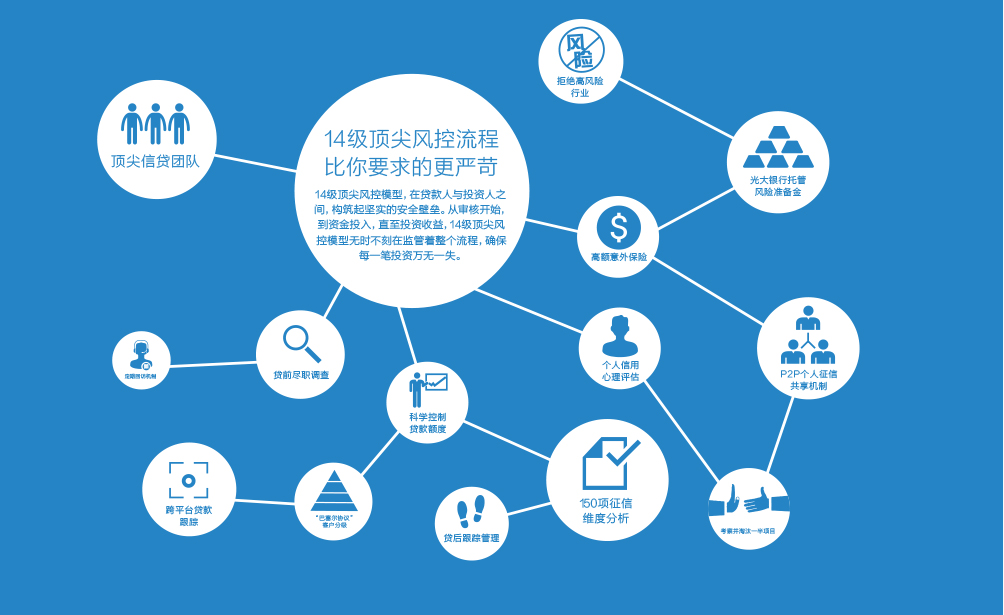 风
险
拒绝高风险
行业
顶尖信贷团队
14级顶尖风控流程
比你要求的更严苛
14级顶尖风控模型，在贷款人与投资人之
间，构筑起坚实的安全壁垒。从审核开始，
到资金投入，直至投资收益，14级顶尖风
控模型无时不刻在监管着整个流程，确保
每一笔投资万无一失。
光大银行托管
风险准备金
$
高额意外保险
定期回访机制
贷前尽职调查
个人信用
心理评估
P2P个人征信
共享机制
科学控制
贷款额度
跨平台贷款
跟踪
“巴塞尔协议”
客户分级
贷后跟踪管理
150项征信
维度分析
考察并淘汰一半项目